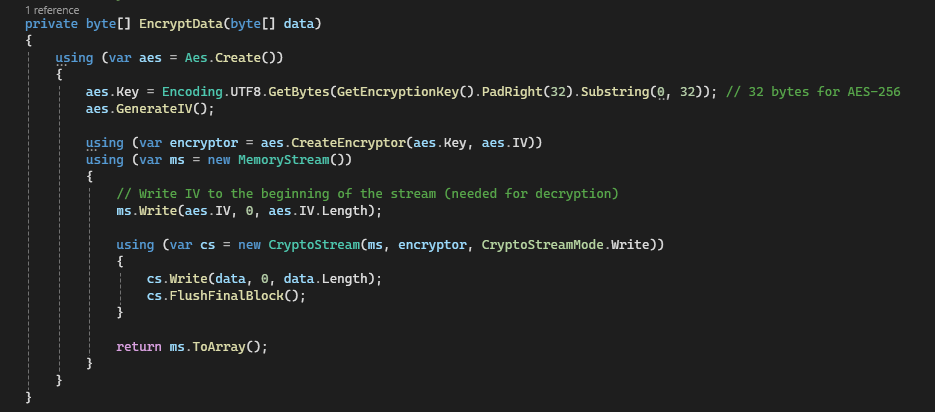 1 reference
private byte[] EncryptData(byte[] data)
{
using (var aes = Aes.Create())
{
aes.Key = Encoding.UTF8.GetBytes(GetEncryptionKey().PadRight(32).Substring(0, 32)); // 32 bytes for AES-256
aes.GenerateIV();
using (var encryptor = aes.CreateEncryptor(aes.Key, aes.IV))
using (var ms = new MemoryStream())
{
// Write IV to the beginning of the stream (needed for decryption)
ms.Write(aes.IV, 0, aes.IV.Length);
using (var cs = new CryptoStream(ms, encryptor, CryptoStreamMode.Write))
{
cs.Write(data, 0, data.Length);
cs.FlushFinalBlock();
}
return ms.ToArray();
}
}
}